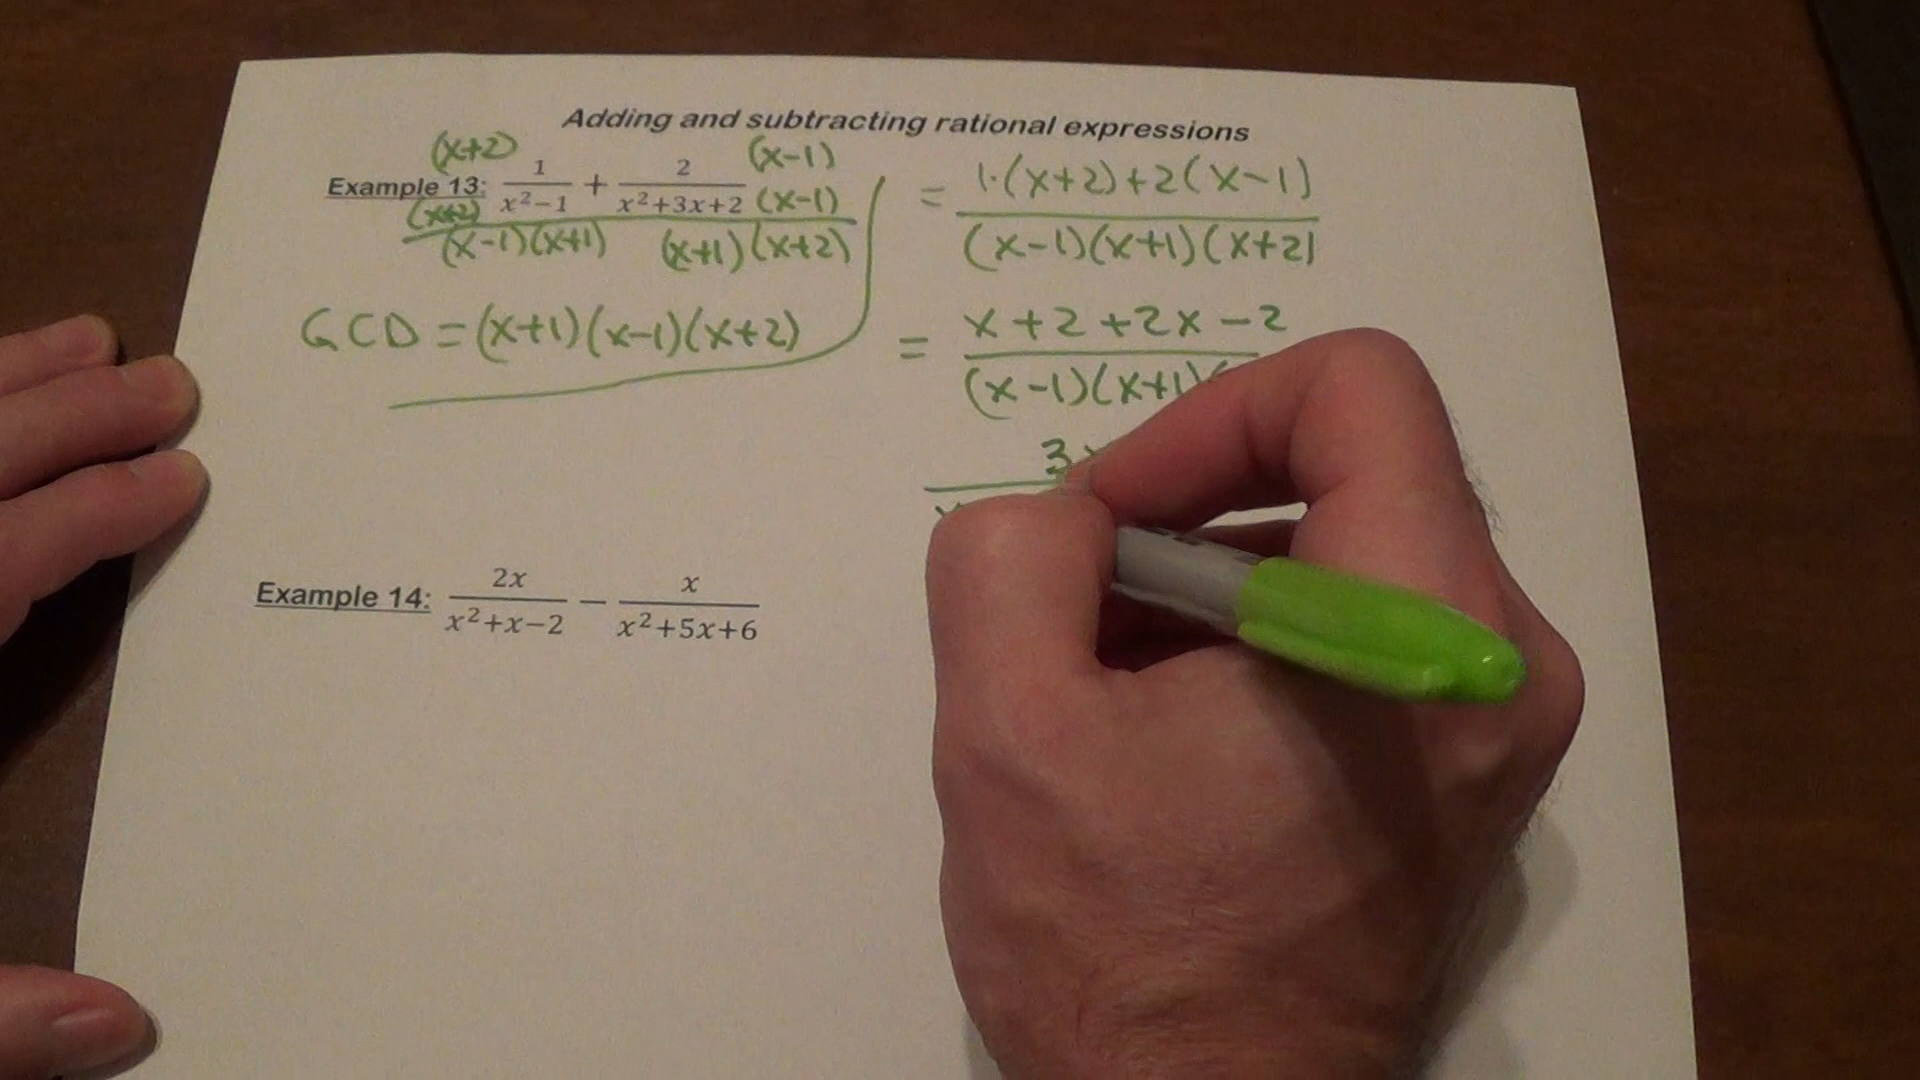 Adding and subtracting rational expressions
(x+2) (x-1)
Example 13: 1/(x²-1) + 2/(x²+3x+2) (x-1)
(x+2)
(x-1)(x+1) (x+1)(x+2)
GCD = (x+1)(x-1)(x+2)
= 1·(x+2)+2(x-1)
(x-1)(x+1)(x+2)
= x+2+2x-2
(x-1)(x+1)
3
Example 14: 2x/(x²+x-2) - x/(x²+5x+6)